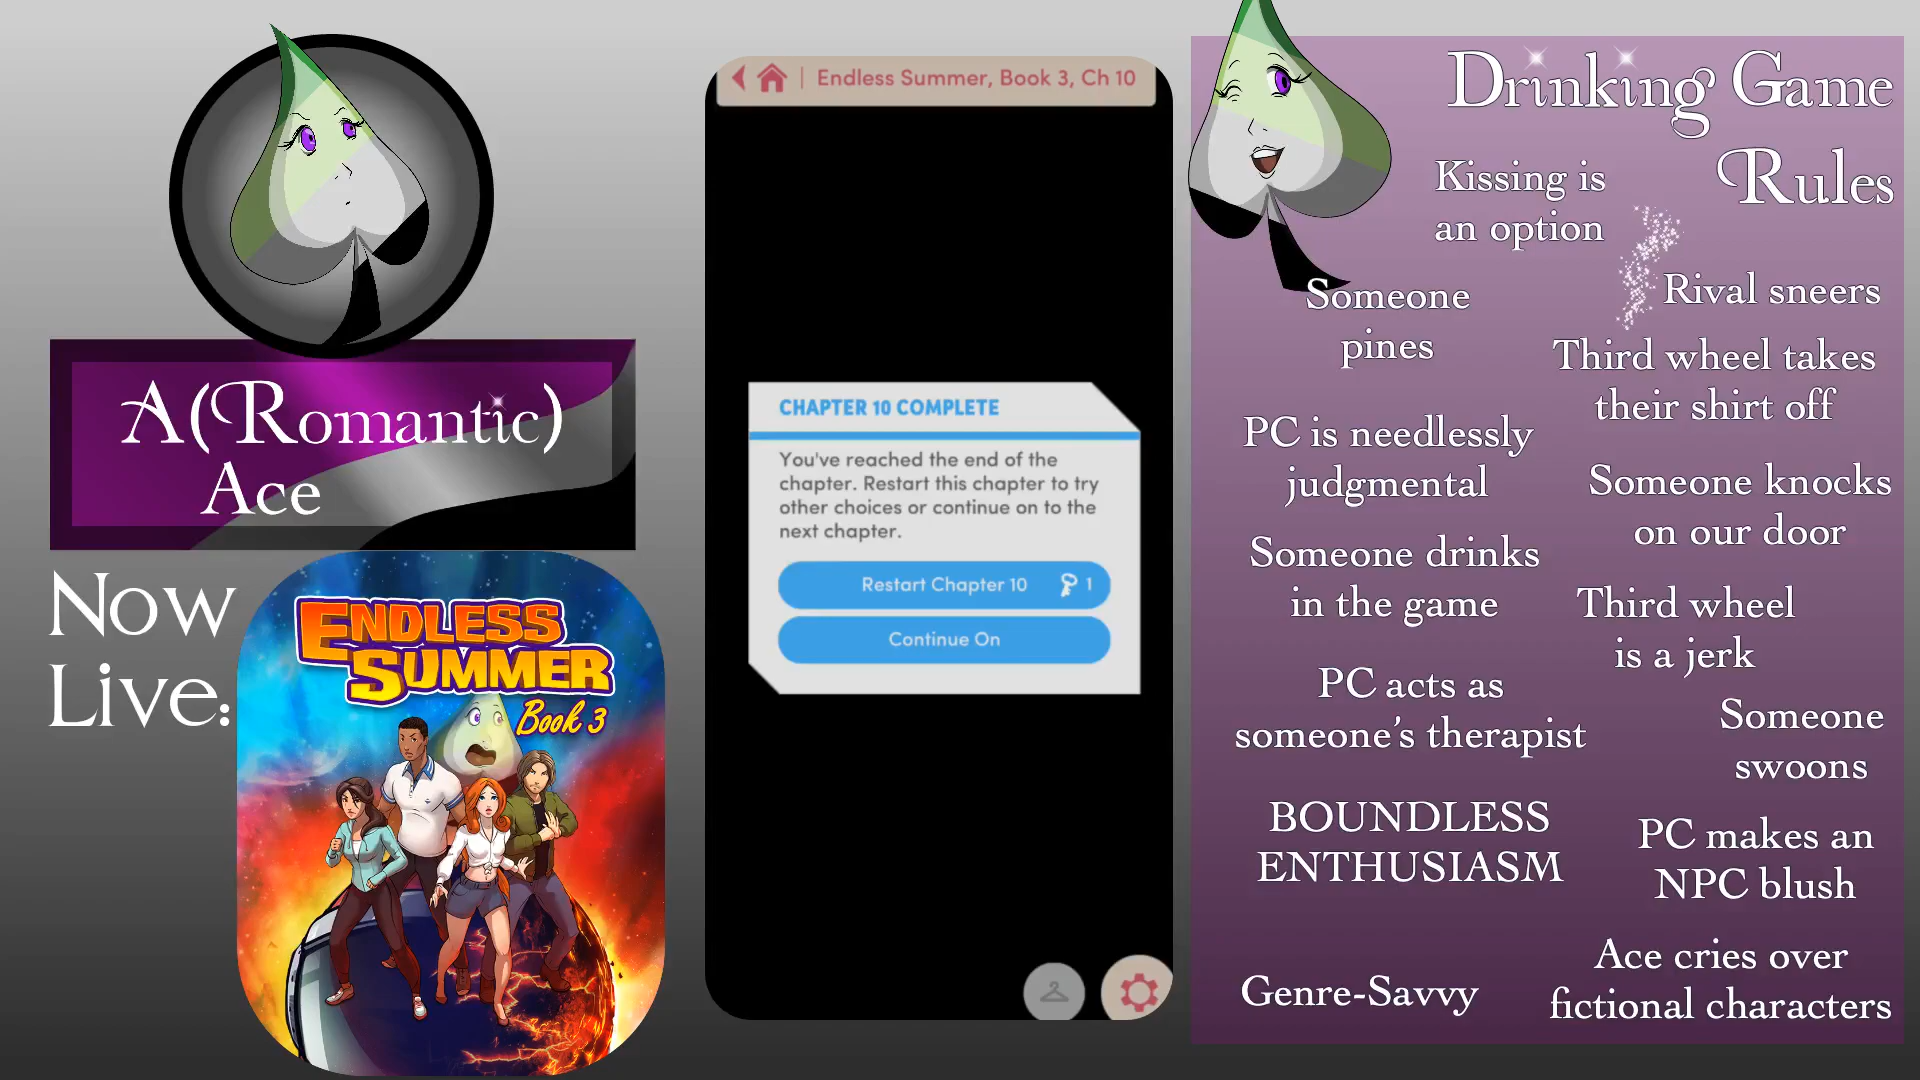 A(Romantic)
Ace
Now
Live:
ENDLESS
SUMMER
Book 3
Endless Summer, Book 3, Ch 10
CHAPTER 10 COMPLETE
You've reached the end of the
chapter. Restart this chapter to try
other choices or continue on to the
next chapter.
Restart Chapter 10 1
Continue On
Drinking Game
Rules
Kissing is
an option
Rival sneers
Someone
pines
Third wheel takes
their shirt off
PC is needlessly
judgmental
Someone knocks
on our door
Someone drinks
in the game
Third wheel
is a jerk
PC acts as
someone's therapist
Someone
swoons
BOUNDLESS
ENTHUSIASM
PC makes an
NPC blush
Genre-Savvy
Ace cries over
fictional characters